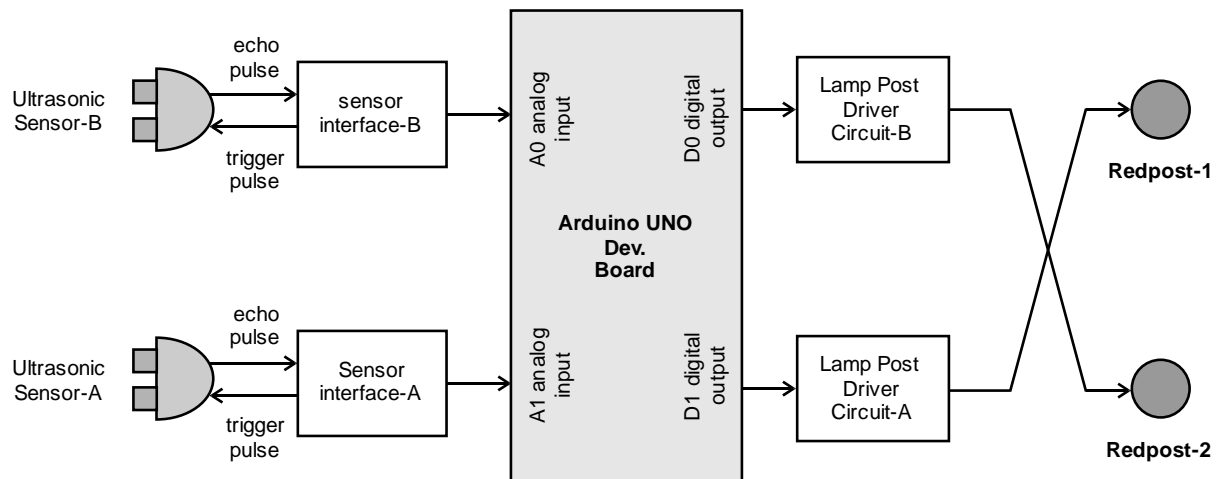 echo
pulse
Ultrasonic
Sensor-B
trigger
pulse
sensor
interface-B
A0 analog
input
D0 digital
output
Lamp Post
Driver
Circuit-B
Redpost-1
Arduino UNO
Dev.
Board
echo
pulse
Ultrasonic
Sensor-A
trigger
pulse
Sensor
interface-A
A1 analog
input
D1 digital
output
Lamp Post
Driver
Circuit-A
Redpost-2